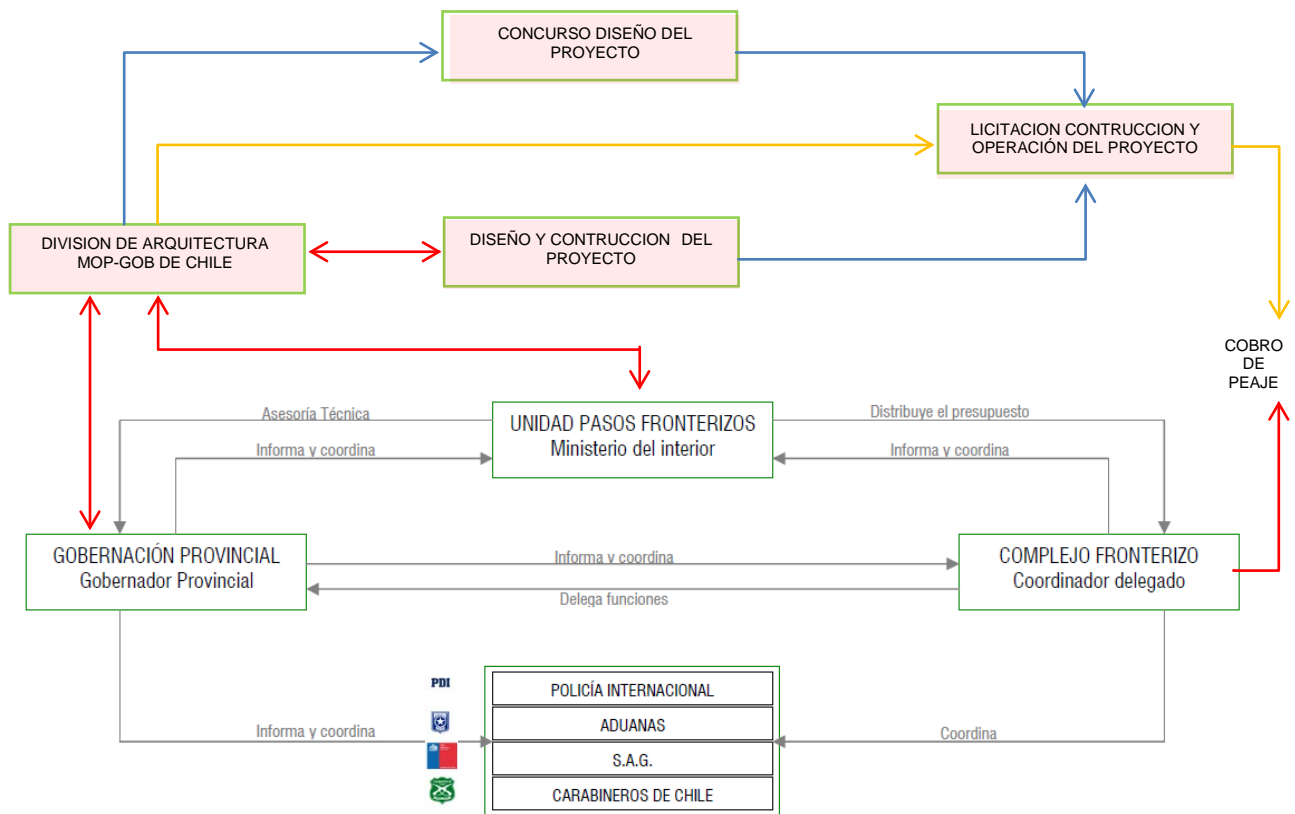 CONCURSO DISEÑO DEL
PROYECTO
LICITACION CONTRUCCION Y
OPERACIÓN DEL PROYECTO
DIVISION DE ARQUITECTURA
MOP-GOB DE CHILE
DISEÑO Y CONTRUCCION DEL
PROYECTO
COBRO
DE
PEAJE
Asesoría Técnica
UNIDAD PASOS FRONTERIZOS
Ministerio del interior
Distribuye el presupuesto
Informa y coordina
Informa y coordina
GOBERNACIÓN PROVINCIAL
Gobernador Provincial
Informa y coordina
Delega funciones
COMPLEJO FRONTERIZO
Coordinador delegado
PDI
POLICÍA INTERNACIONAL
ADUANAS
S.A.G.
CARABINEROS DE CHILE
Informa y coordina
Coordina